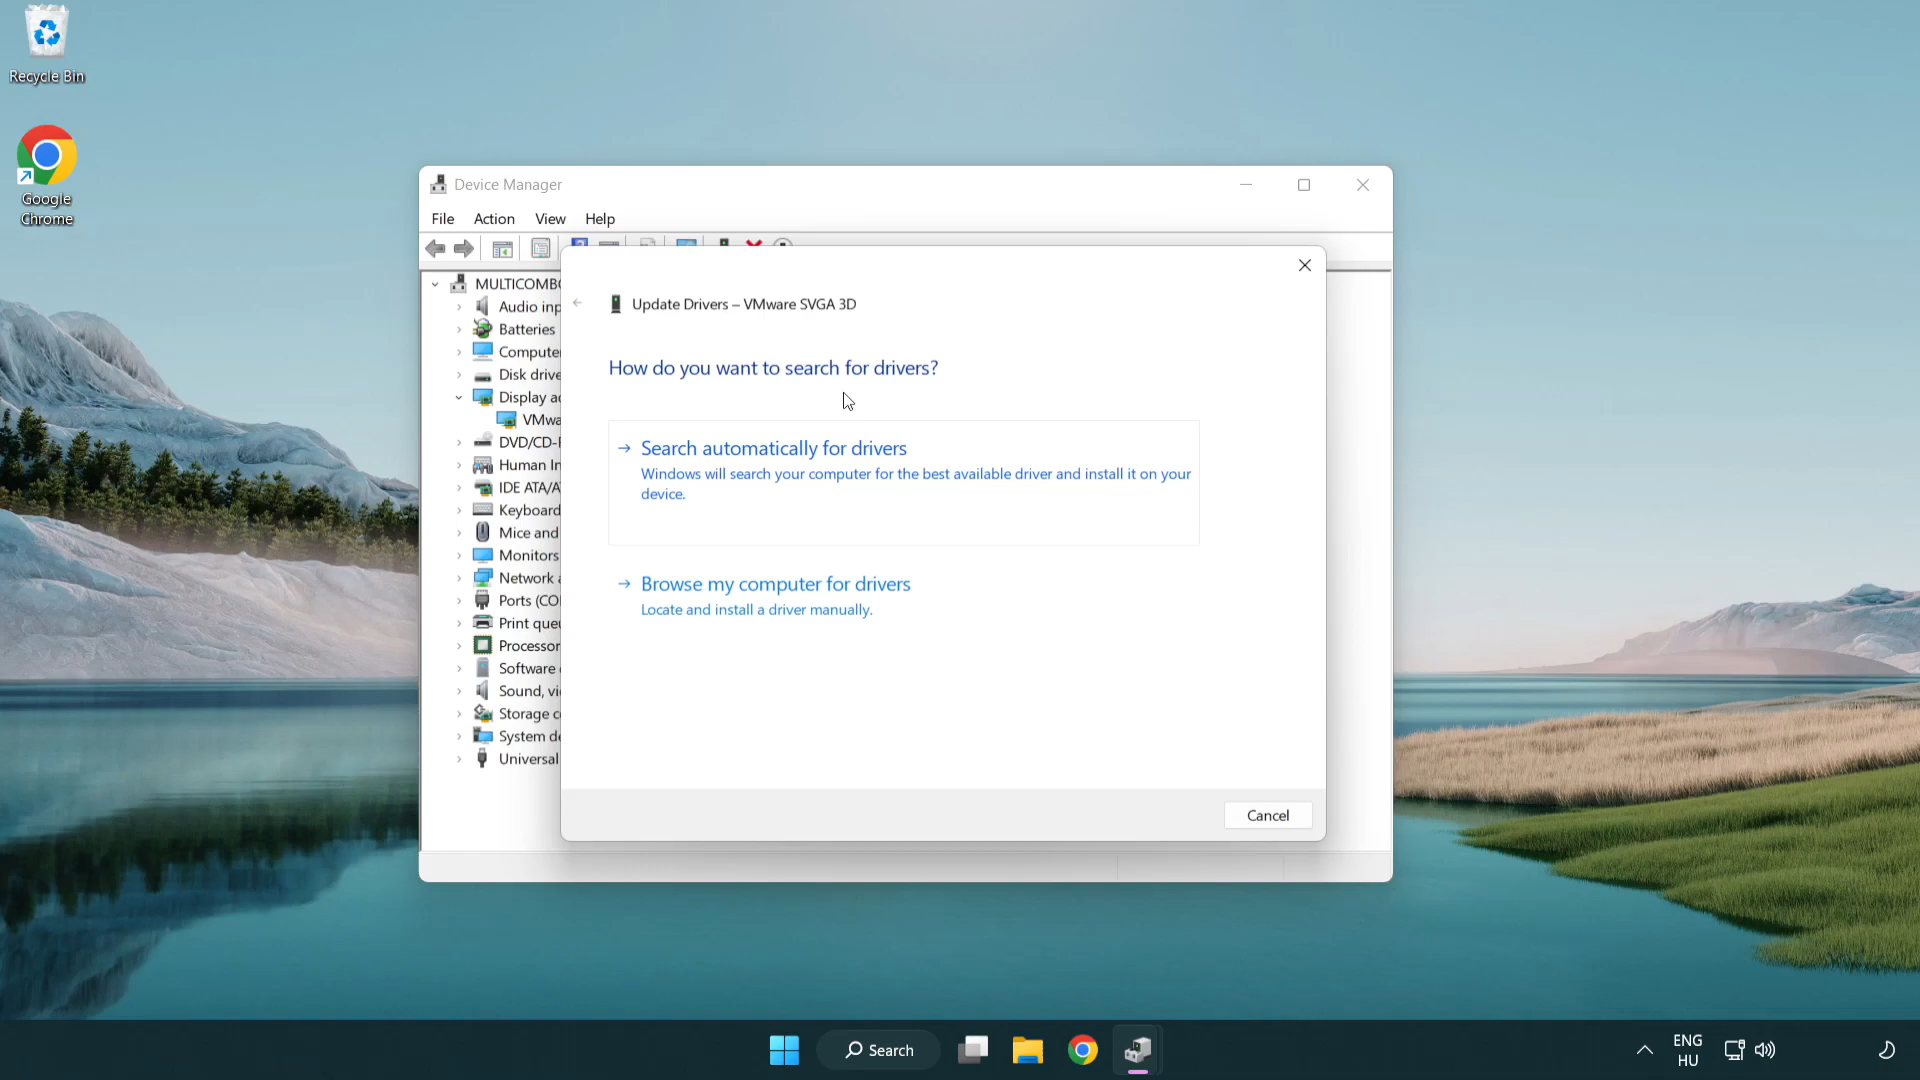 Recycle Bin
Google
Chrome
Device Manager
File Action View Help
MULTICOMBO
Audio inp
Batteries
Compute
Disk drive
Display ad
VMwa
DVD/CD-R
Human In
IDE ATA/A
Keyboard
Mice and
Monitors
Network a
Ports (CO
Print queu
Processor
Software
Sound, vi
Storage c
System de
Universal
Update Drivers – VMware SVGA 3D
How do you want to search for drivers?
Search automatically for drivers
Windows will search your computer for the best available driver and install it on your
device.
Browse my computer for drivers
Locate and install a driver manually.
Cancel
Search
ENG
HU